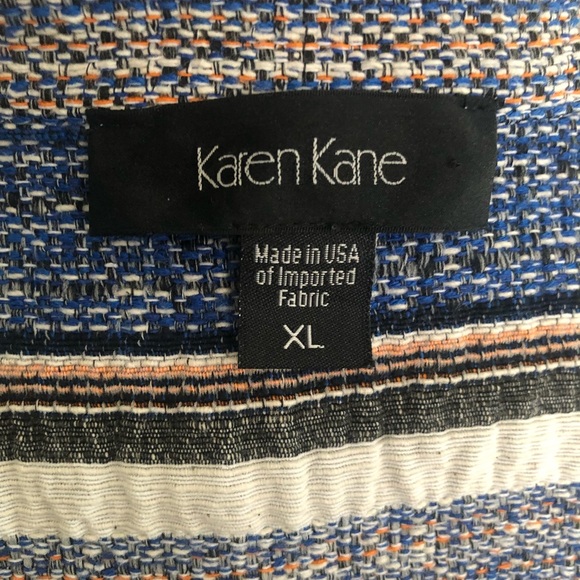 Karen Kane
Made in USA
of Imported
Fabric
XL